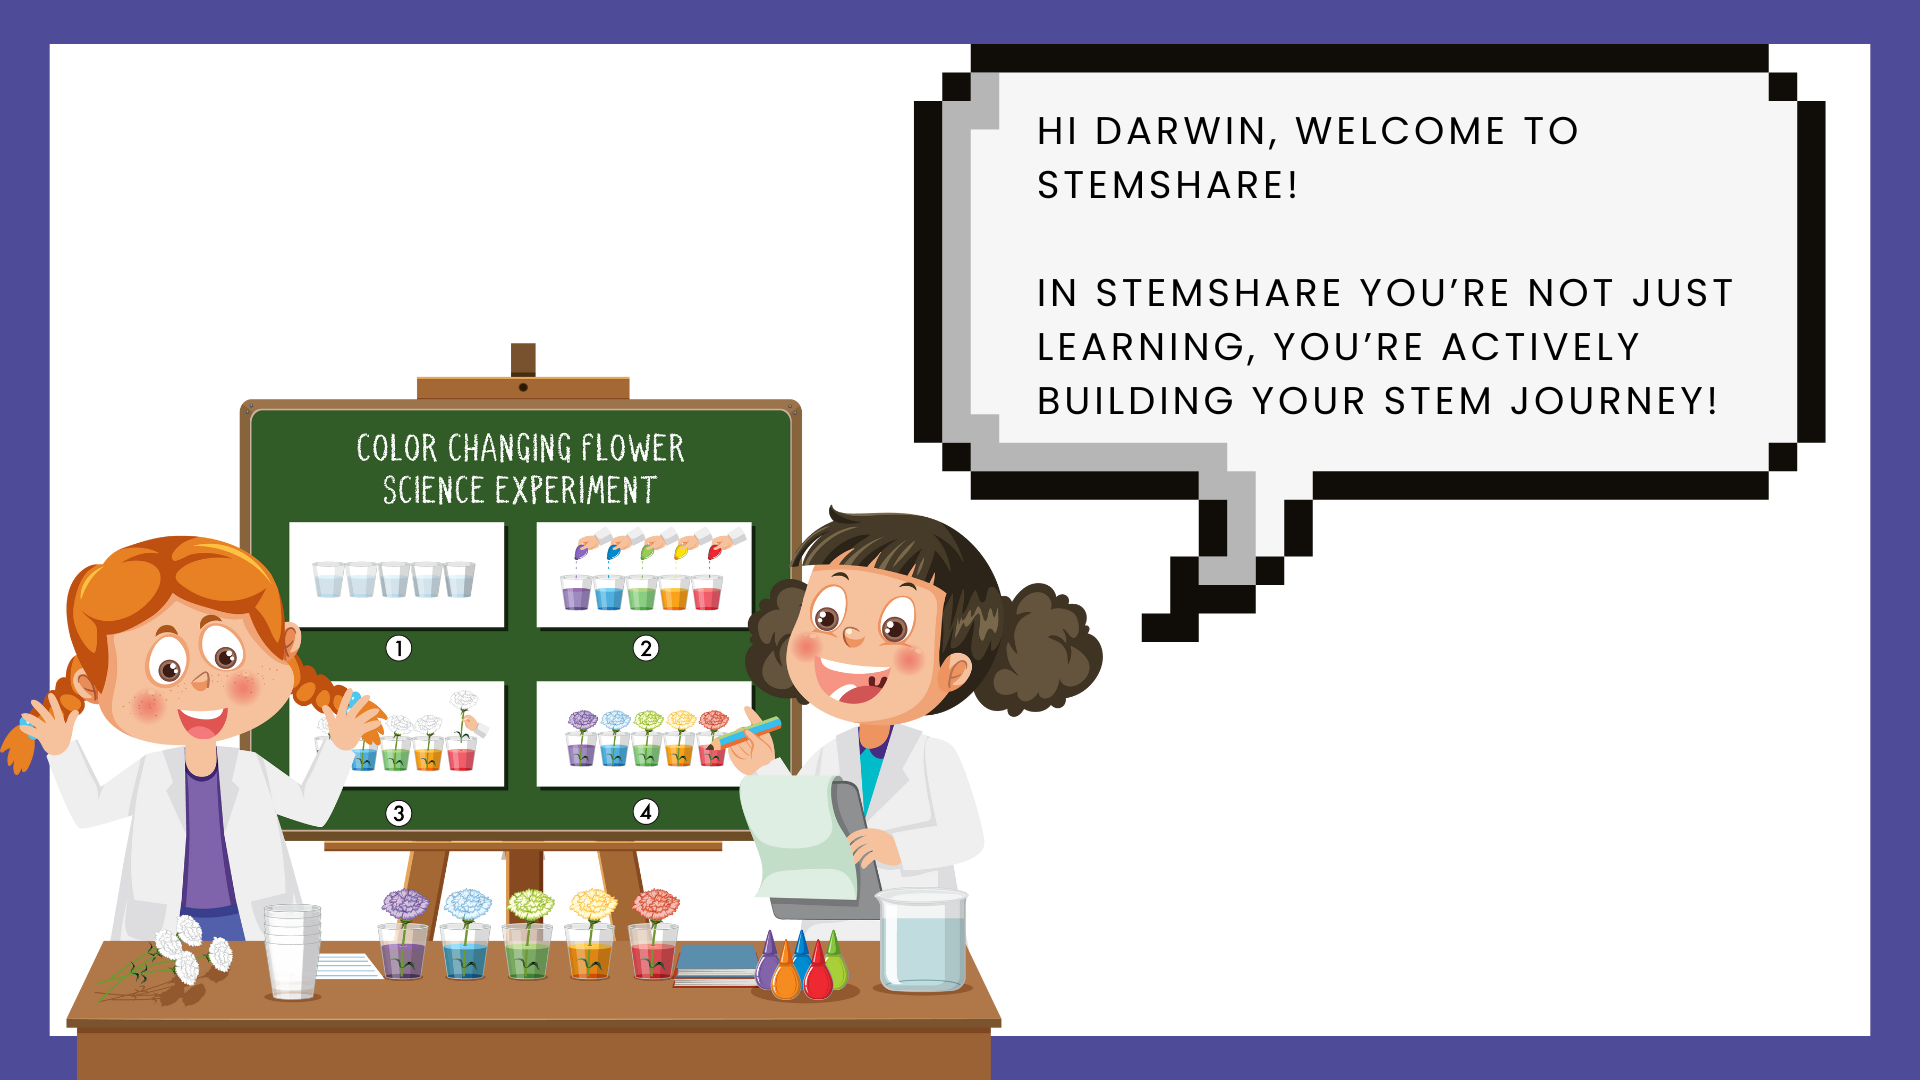 HI DARWIN, WELCOME TO
STEMSHARE!
IN STEMSHARE YOU’RE NOT JUST
LEARNING, YOU’RE ACTIVELY
BUILDING YOUR STEM JOURNEY!
COLOR CHANGING FLOWER
SCIENCE EXPERIMENT
1
2
3
4